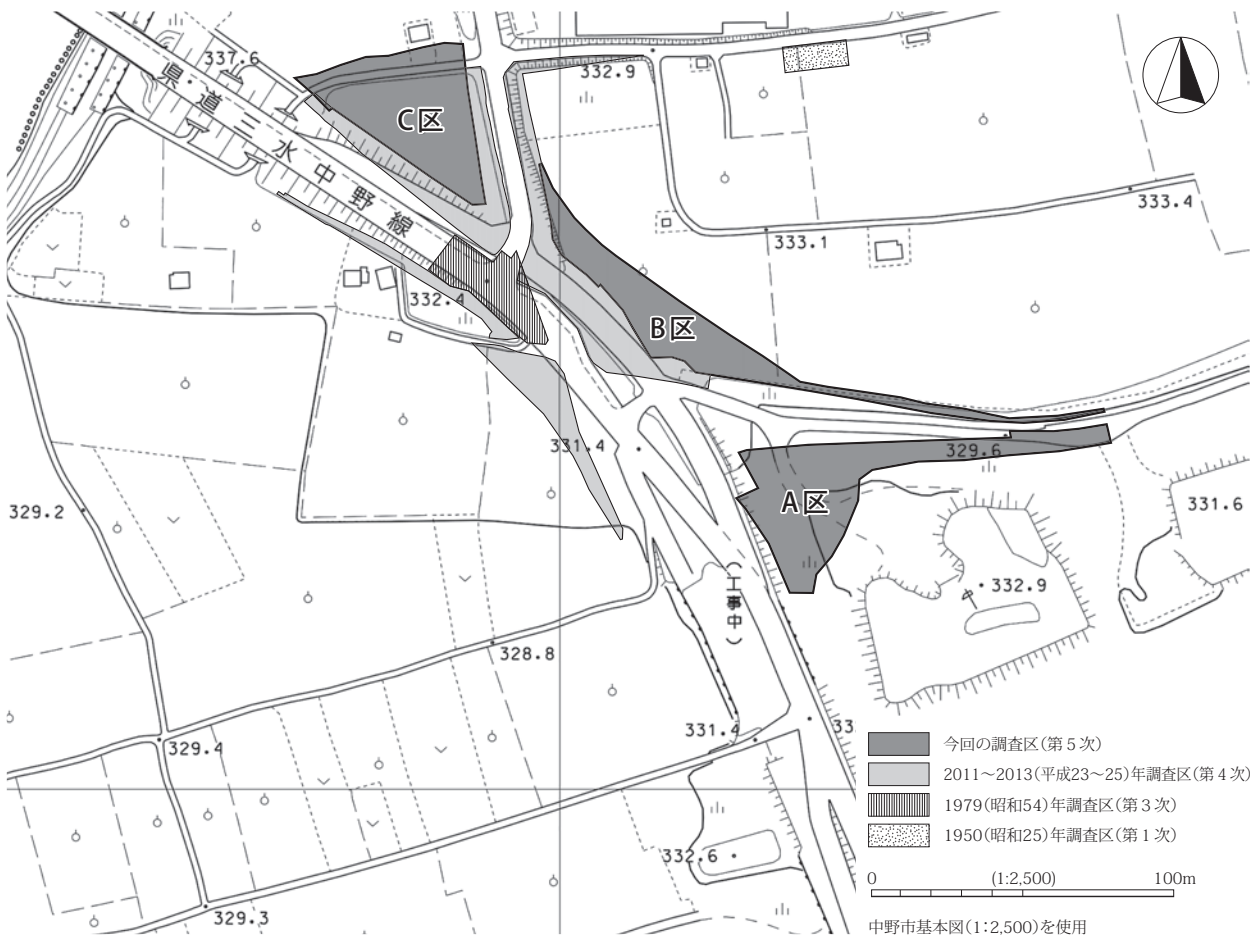 337.6
332.9
C区
県道三水中野線
333.4
333.1
332.4
B区
331.4
329.6
A区
331.6
329.2
332.9
(工事中)
328.8
331.4
33
329.4
332.6
329.3
今回の調査区(第5次)
2011~2013(平成23~25)年調査区(第4次)
1979(昭和54)年調査区(第3次)
1950(昭和25)年調査区(第1次)
0 (1:2,500) 100m
中野市基本図(1:2,500)を使用